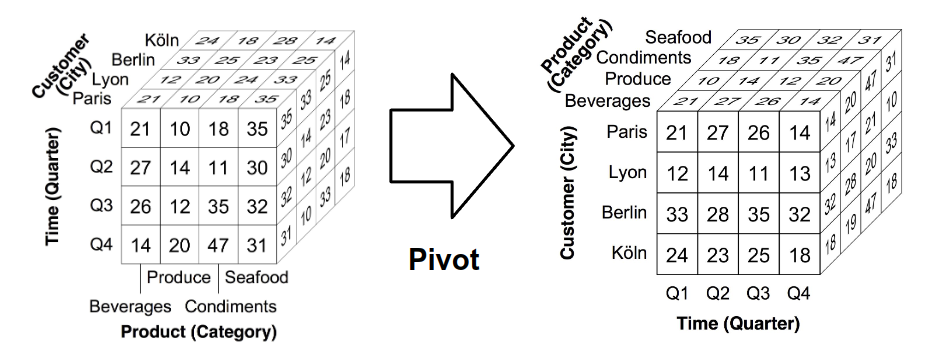 Customer
(City)
Köln 24 18 28 14
Berlin 33 25 23 25
Lyon 12 20 24 33
Paris 21 10 18 35
Time (Quarter)
Q1 21 10 18 35 35 33 25 14
Q2 27 14 11 30 30 14 23 18
Q3 26 12 35 32 32 12 20 17
Q4 14 20 47 31 31 10 33 18
Produce Seafood
Beverages Condiments
Product (Category)
Pivot
Product
(Category)
Seafood 35 30 32 31
Condiments 18 11 35 47
Produce 10 14 12 20
Beverages 21 27 26 14
Customer (City)
Paris 21 27 26 14 14 20 47 31
Lyon 12 14 11 13 13 17 21 10
Berlin 33 28 35 32 32 28 20 33
Köln 24 23 25 18 18 19 47 18
Q1 Q2 Q3 Q4
Time (Quarter)